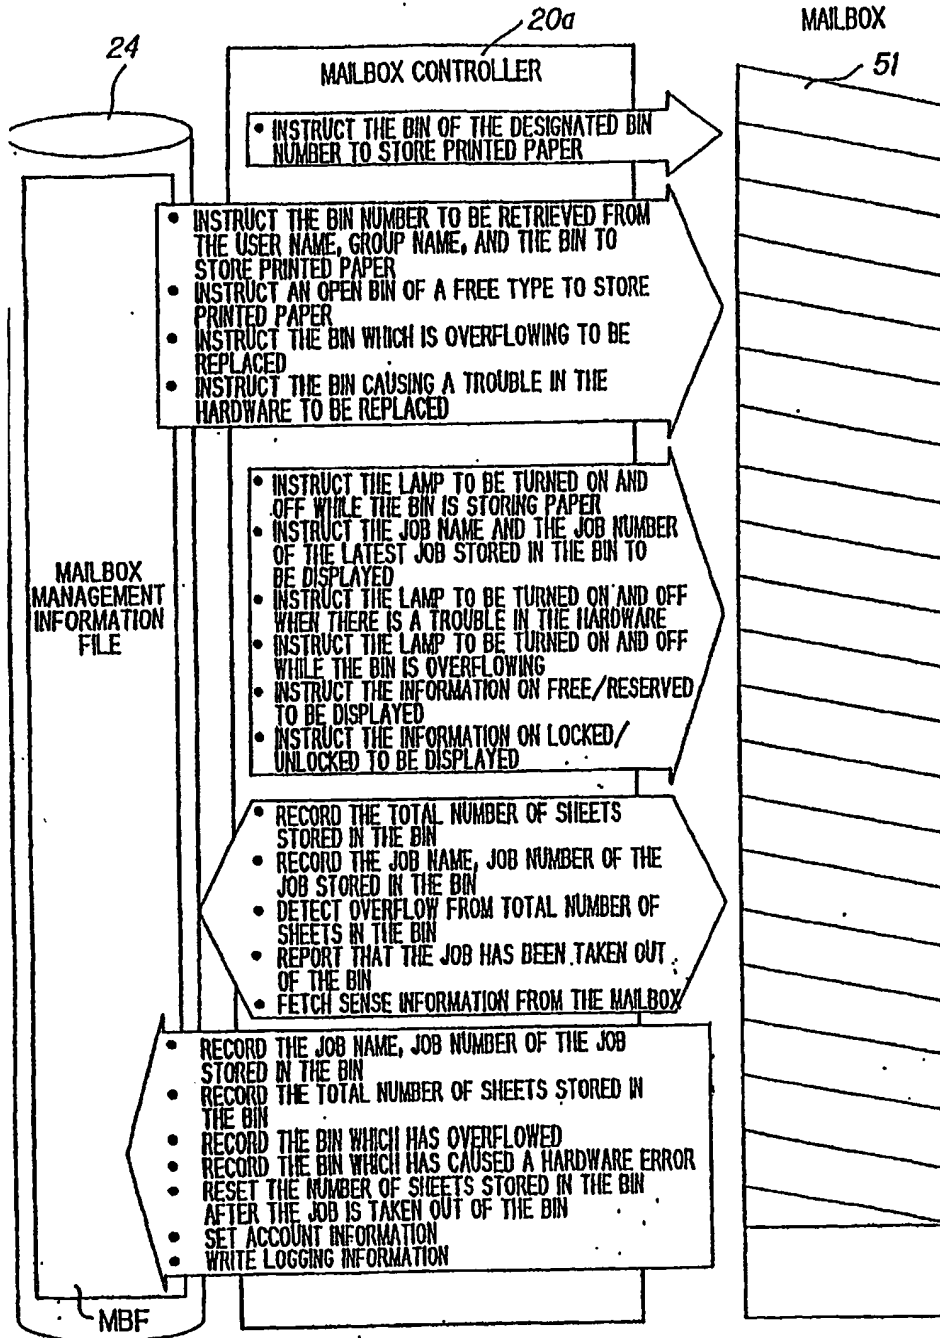 MAILBOX
20a
24
51
MAILBOX CONTROLLER
• INSTRUCT THE BIN OF THE DESIGNATED BIN
NUMBER TO STORE PRINTED PAPER
• INSTRUCT THE BIN NUMBER TO BE RETRIEVED FROM
THE USER NAME, GROUP NAME, AND THE BIN TO
STORE PRINTED PAPER
• INSTRUCT AN OPEN BIN OF A FREE TYPE TO STORE
PRINTED PAPER
• INSTRUCT THE BIN WHICH IS OVERFLOWING TO BE
REPLACED
• INSTRUCT THE BIN CAUSING A TROUBLE IN THE
HARDWARE TO BE REPLACED
• INSTRUCT THE LAMP TO BE TURNED ON AND
OFF WHILE THE BIN IS STORING PAPER
• INSTRUCT THE JOB NAME AND THE JOB NUMBER
OF THE LATEST JOB STORED IN THE BIN TO
BE DISPLAYED
• INSTRUCT THE LAMP TO BE TURNED ON AND OFF
WHEN THERE IS A TROUBLE IN THE HARDWARE
• INSTRUCT THE LAMP TO BE TURNED ON AND OFF
WHILE THE BIN IS OVERFLOWING
• INSTRUCT THE INFORMATION ON FREE/RESERVED
TO BE DISPLAYED
• INSTRUCT THE INFORMATION ON LOCKED/
UNLOCKED TO BE DISPLAYED
MAILBOX
MANAGEMENT
INFORMATION
FILE
• RECORD THE TOTAL NUMBER OF SHEETS
STORED IN THE BIN
• RECORD THE JOB NAME, JOB NUMBER OF THE
JOB STORED IN THE BIN
• DETECT OVERFLOW FROM TOTAL NUMBER OF
SHEETS IN THE BIN
• REPORT THAT THE JOB HAS BEEN TAKEN OUT
OF THE BIN
• FETCH SENSE INFORMATION FROM THE MAILBOX
• RECORD THE JOB NAME, JOB NUMBER OF THE JOB
STORED IN THE BIN
• RECORD THE TOTAL NUMBER OF SHEETS STORED IN
THE BIN
• RECORD THE BIN WHICH HAS OVERFLOWED
• RECORD THE BIN WHICH HAS CAUSED A HARDWARE ERROR
• RESET THE NUMBER OF SHEETS STORED IN THE BIN
AFTER THE JOB IS TAKEN OUT OF THE BIN
• SET ACCOUNT INFORMATION
• WRITE LOGGING INFORMATION
MBF